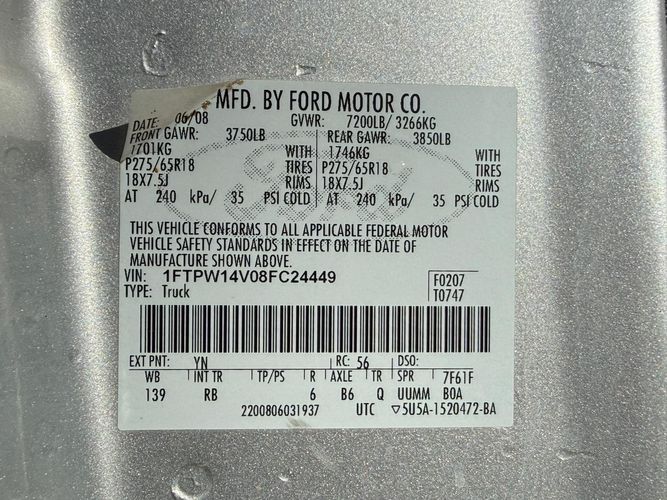 MFD. BY FORD MOTOR CO.
DATE: 06/08 GVWR: 7200LB/ 3266KG
FRONT GAWR: 3750LB REAR GAWR: 3850LB
1701KG WITH 1746KG WITH
P275/65R18 TIRES P275/65R18 TIRES
18X7.5J RIMS 18X7.5J RIMS
AT 240 kPa/ 35 PSI COLD AT 240 kPa/ 35 PSI COLD
THIS VEHICLE CONFORMS TO ALL APPLICABLE FEDERAL MOTOR
VEHICLE SAFETY STANDARDS IN EFFECT ON THE DATE OF
MANUFACTURE SHOWN ABOVE.
VIN: 1FTPW14V08FC24449 F0207
TYPE: Truck T0747
EXT PNT: YN RC: 56 DSO:
WB INT TR TP/PS R AXLE TR SPR 7F61F
139 RB 6 B6 Q UUMM BOA
2200806031937 UTC ▽5U5A-1520472-BA